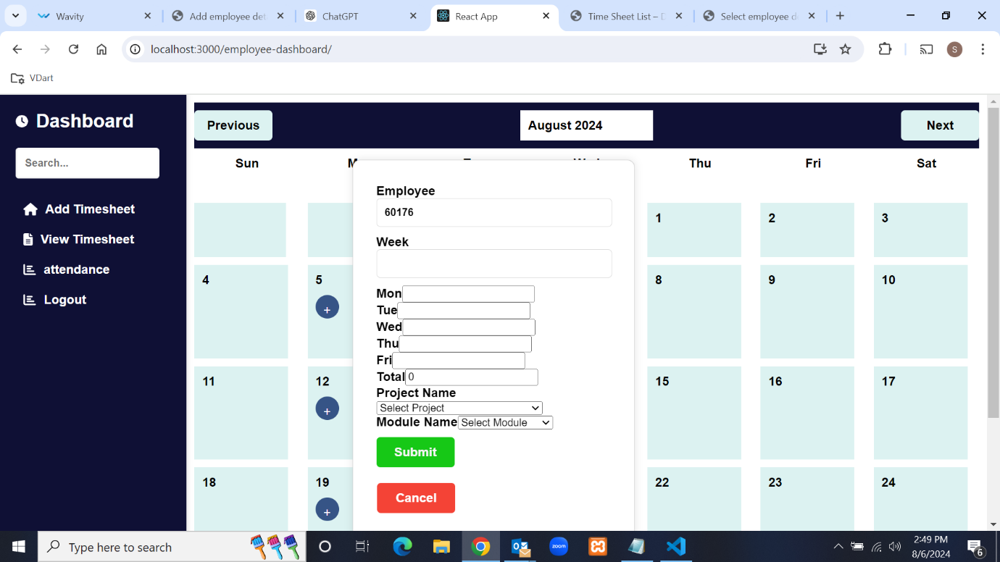 Wavity
Add employee det
ChatGPT
React App
Time Sheet List – D
Select employee d
localhost:3000/employee-dashboard/
S
VDart
Dashboard
Search...
Add Timesheet
View Timesheet
attendance
Logout
Previous
August 2024
Next
Sun
Thu
Fri
Sat
Employee
60176
Week
Mon
Tue
Wed
Thu
Fri
Total 0
Project Name
Select Project
Module Name Select Module
Submit
Cancel
1
2
3
4
5
+
8
9
10
11
12
+
15
16
17
18
19
+
22
23
24
Type here to search
zoom
2:49 PM
8/6/2024
6